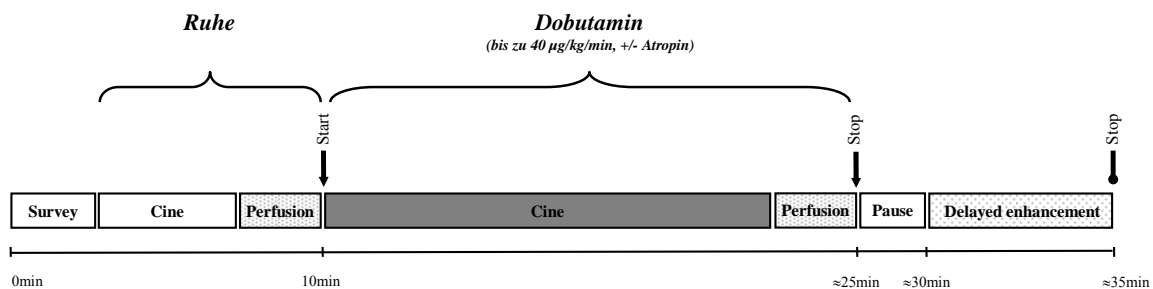 Ruhe
Dobutamin
(bis zu 40 µg/kg/min, +/- Atropin)
Start
Stop
Stop
Survey
Cine
Perfusion
Cine
Perfusion
Pause
Delayed enhancement
0min
10min
≈25min
≈30min
≈35min